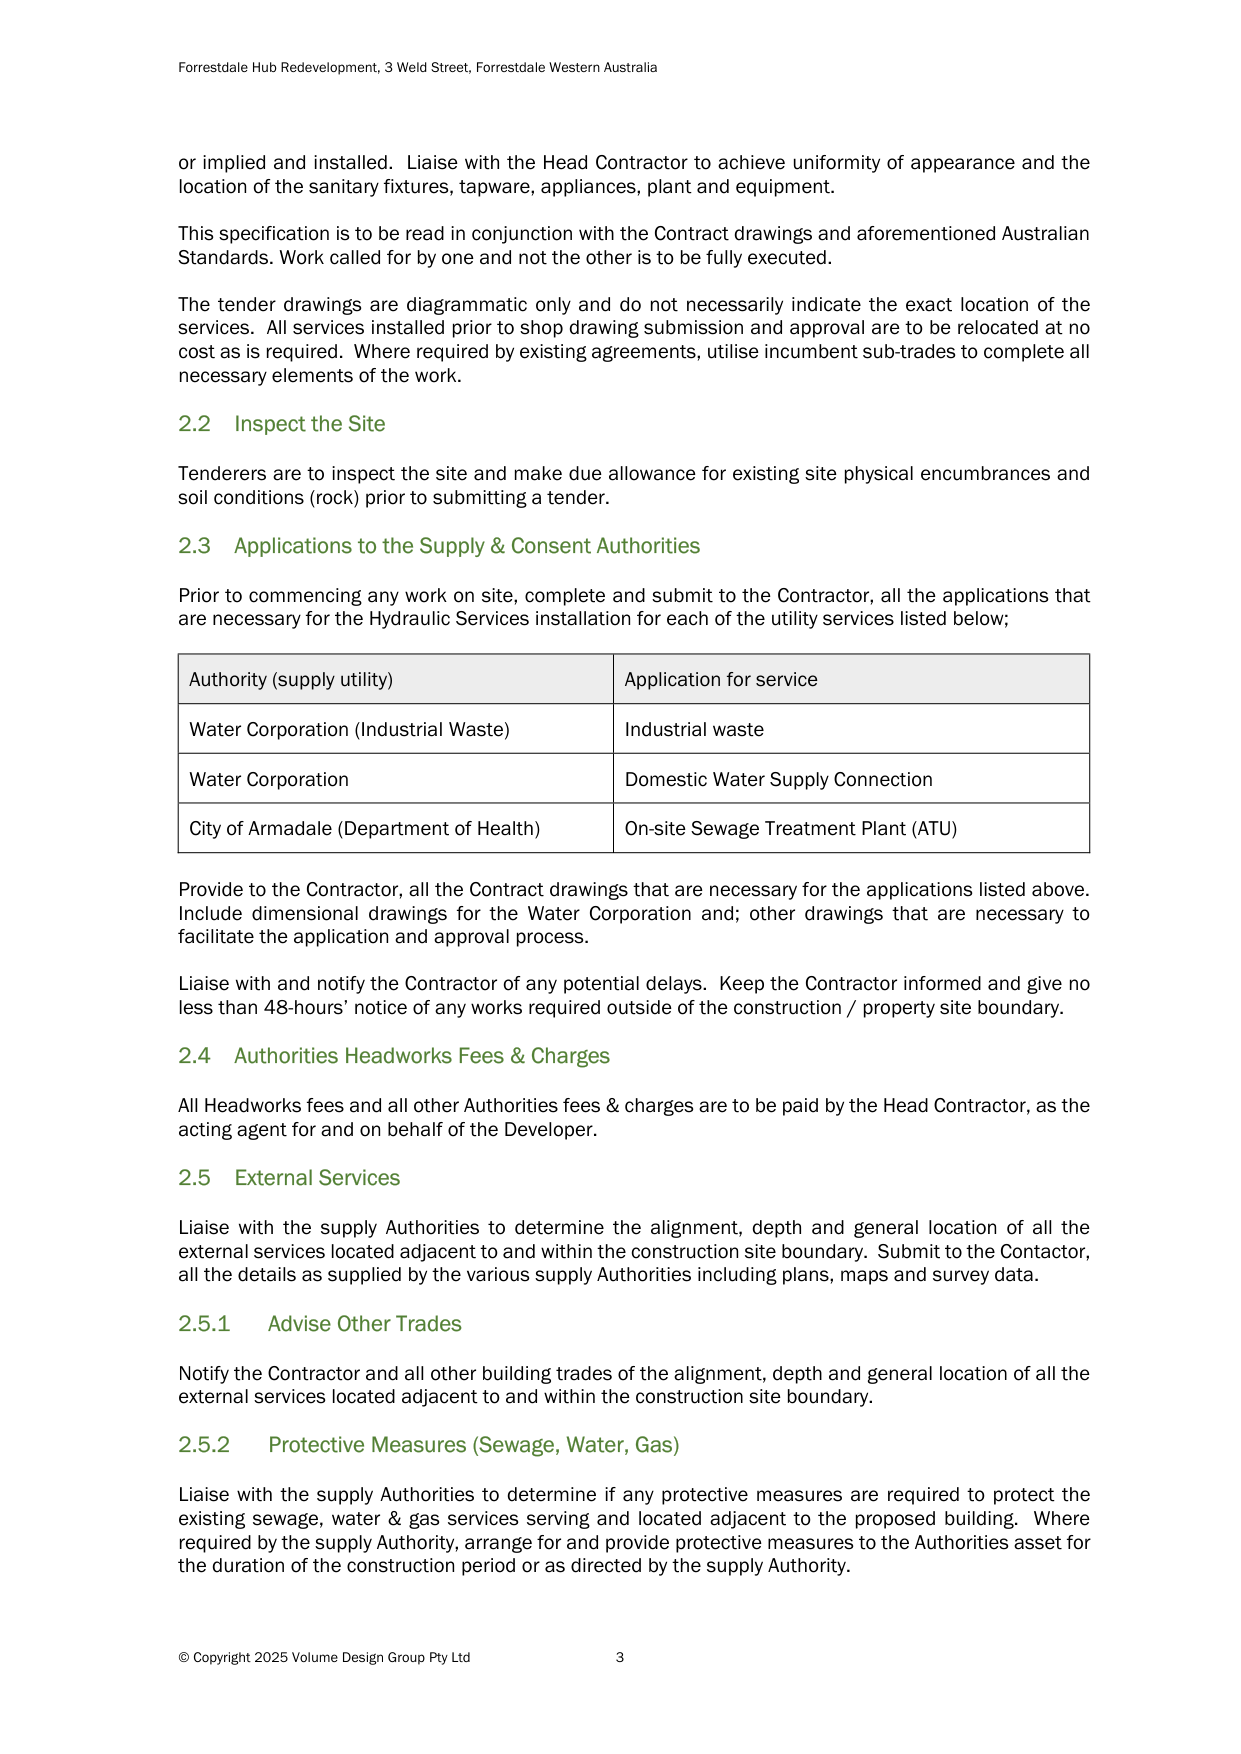 Forrestdale Hub Redevelopment, 3 Weld Street, Forrestdale Western Australia
or implied and installed.  Liaise with the Head Contractor to achieve uniformity of appearance and the
location of the sanitary fixtures, tapware, appliances, plant and equipment.
This specification is to be read in conjunction with the Contract drawings and aforementioned Australian
Standards. Work called for by one and not the other is to be fully executed.
The tender drawings are diagrammatic only and do not necessarily indicate the exact location of the
services.  All services installed prior to shop drawing submission and approval are to be relocated at no
cost as is required.  Where required by existing agreements, utilise incumbent sub-trades to complete all
necessary elements of the work.
2.2 Inspect the Site
Tenderers are to inspect the site and make due allowance for existing site physical encumbrances and
soil conditions (rock) prior to submitting a tender.
2.3 Applications to the Supply & Consent Authorities
Prior to commencing any work on site, complete and submit to the Contractor, all the applications that
are necessary for the Hydraulic Services installation for each of the utility services listed below;
Authority (supply utility) Application for service
Water Corporation (Industrial Waste) Industrial waste
Water Corporation Domestic Water Supply Connection
City of Armadale (Department of Health) On-site Sewage Treatment Plant (ATU)
Provide to the Contractor, all the Contract drawings that are necessary for the applications listed above.
Include dimensional drawings for the Water Corporation and; other drawings that are necessary to
facilitate the application and approval process.
Liaise with and notify the Contractor of any potential delays.  Keep the Contractor informed and give no
less than 48-hours’ notice of any works required outside of the construction / property site boundary.
2.4 Authorities Headworks Fees & Charges
All Headworks fees and all other Authorities fees & charges are to be paid by the Head Contractor, as the
acting agent for and on behalf of the Developer.
2.5 External Services
Liaise with the supply Authorities to determine the alignment, depth and general location of all the
external services located adjacent to and within the construction site boundary.  Submit to the Contactor,
all the details as supplied by the various supply Authorities including plans, maps and survey data.
2.5.1 Advise Other Trades
Notify the Contractor and all other building trades of the alignment, depth and general location of all the
external services located adjacent to and within the construction site boundary.
2.5.2 Protective Measures (Sewage, Water, Gas)
Liaise with the supply Authorities to determine if any protective measures are required to protect the
existing sewage, water & gas services serving and located adjacent to the proposed building.  Where
required by the supply Authority, arrange for and provide protective measures to the Authorities asset for
the duration of the construction period or as directed by the supply Authority.
© Copyright 2025 Volume Design Group Pty Ltd 3